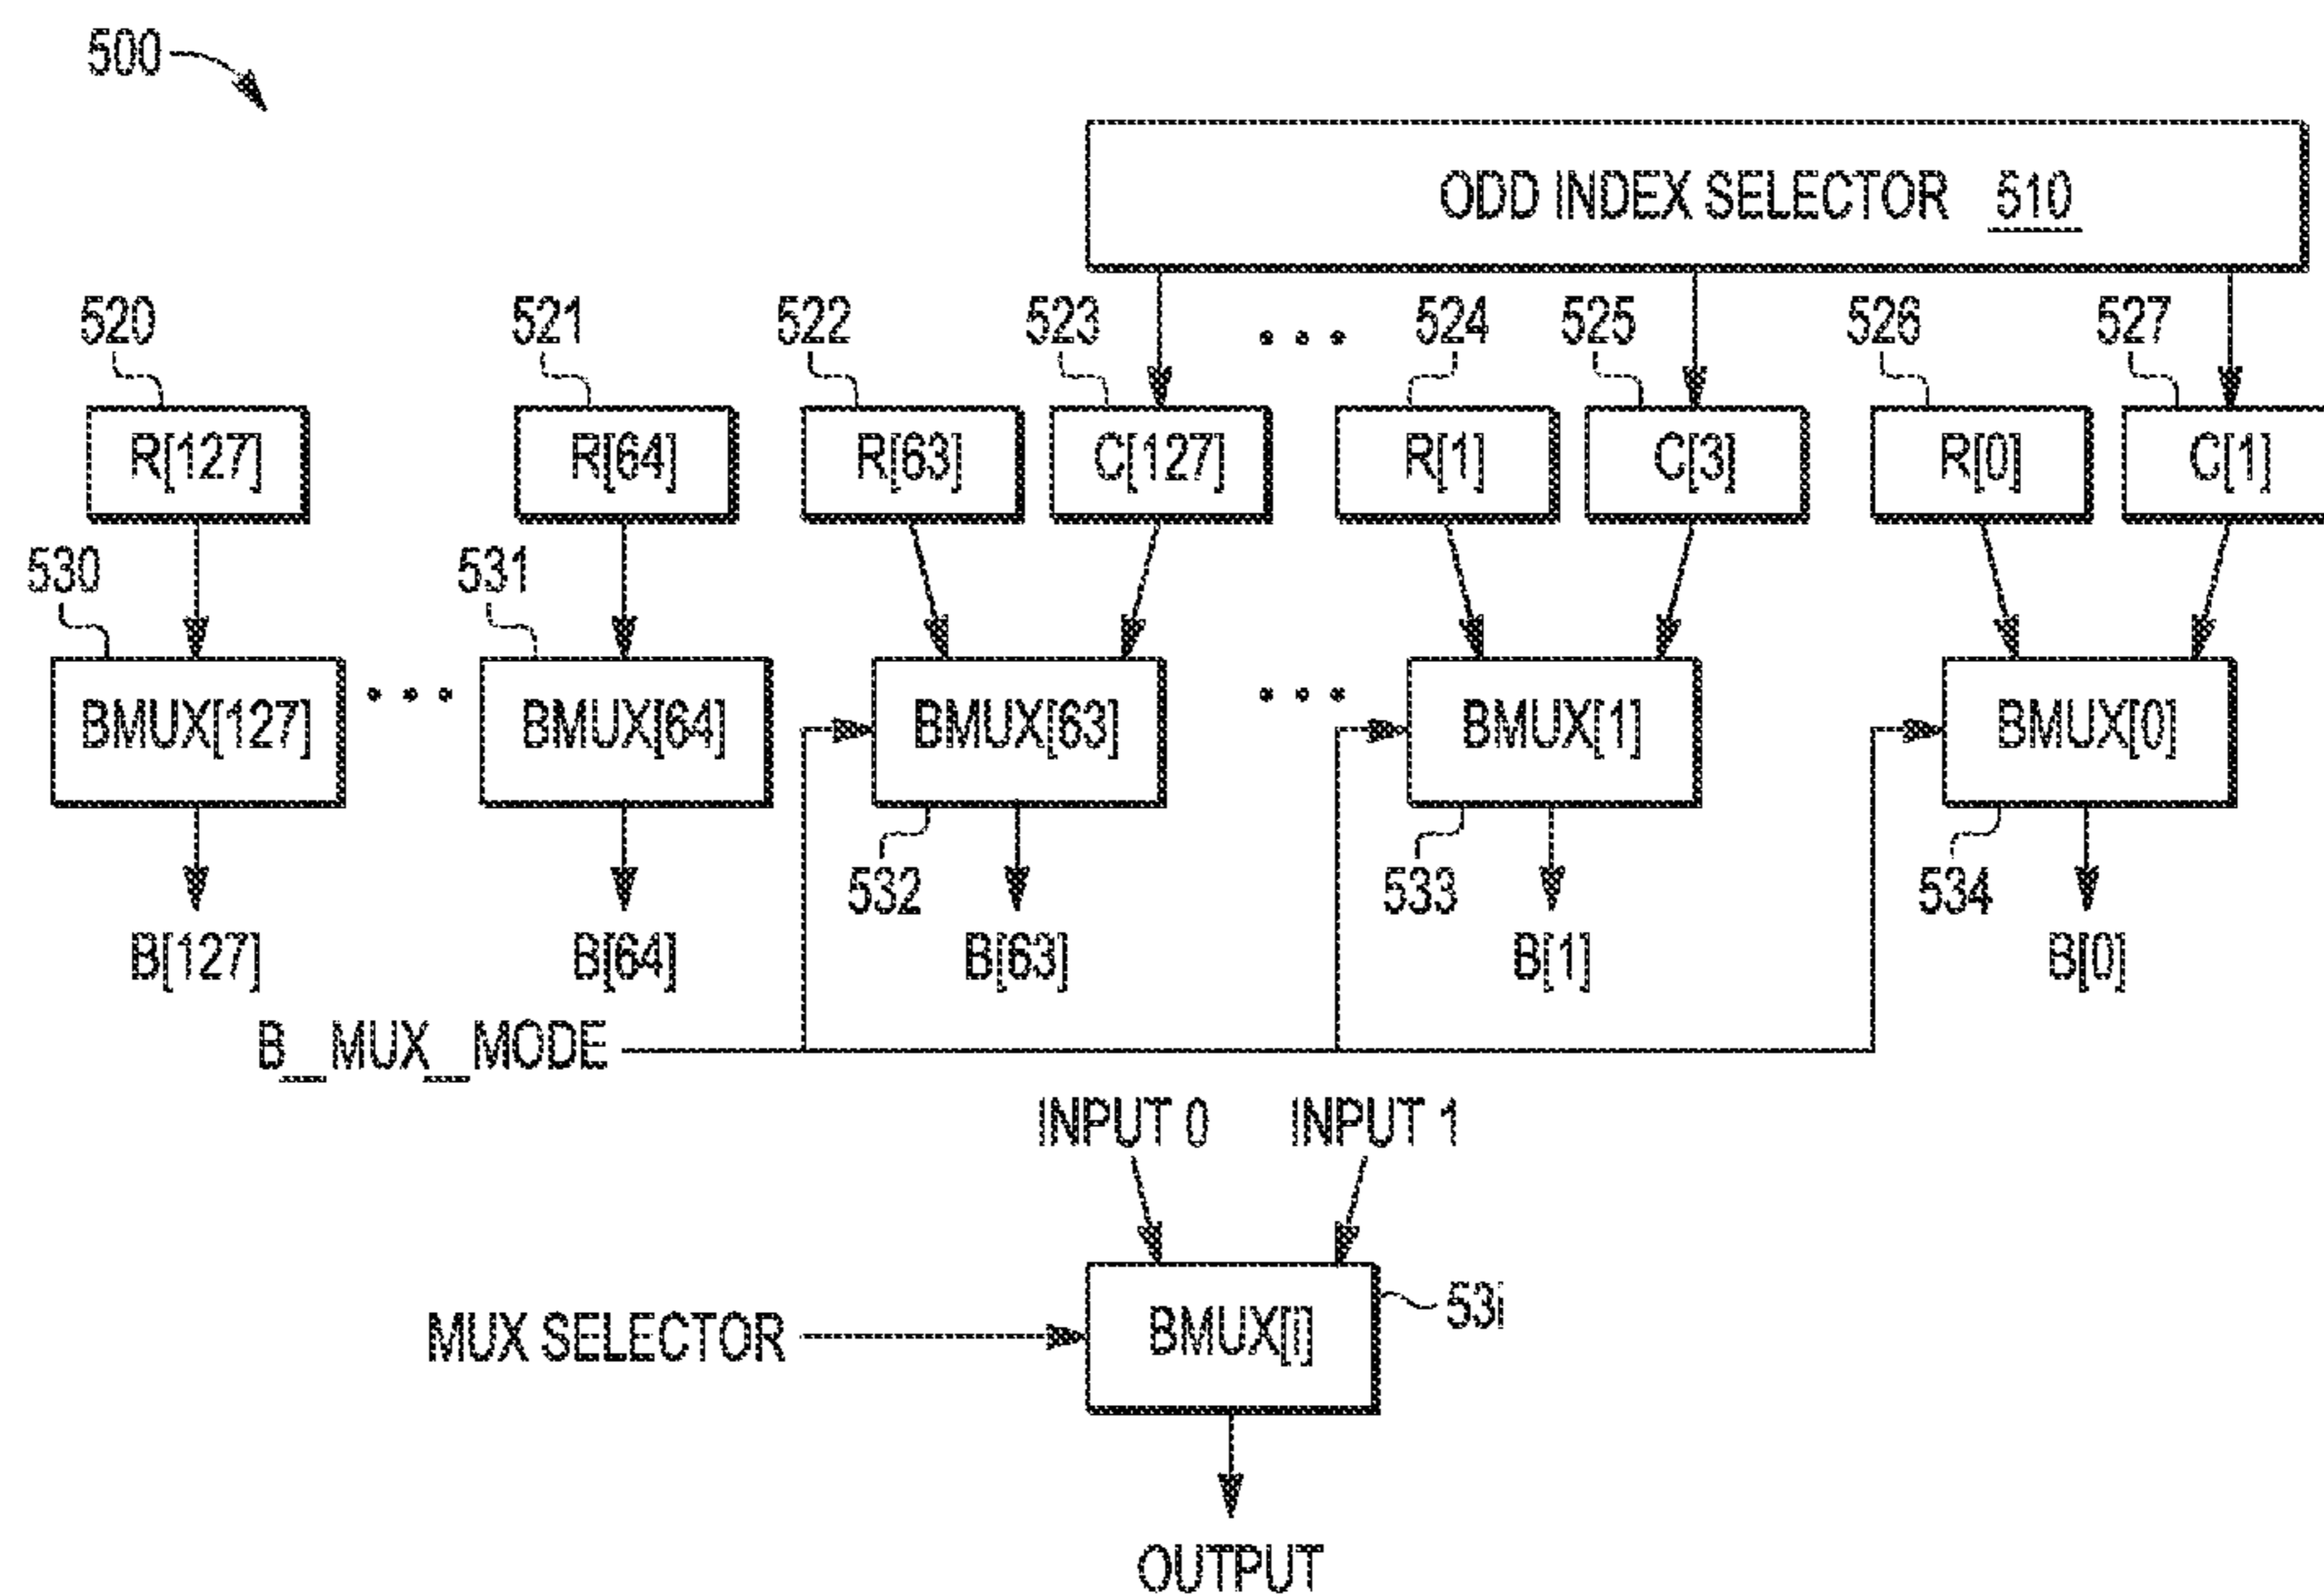 500
ODD INDEX SELECTOR 510
520 521 522 523 ... 524 525 526 527
R[127] R[64] R[63] C[127] R[1] C[3] R[0] C[1]
530 531
BMUX[127] ... BMUX[64] BMUX[63] ... BMUX[1] BMUX[0]
532 533 534
B[127] B[64] B[63] B[1] B[0]
B_MUX_MODE
INPUT 0 INPUT 1
53i
MUX SELECTOR BMUX[i]
OUTPUT